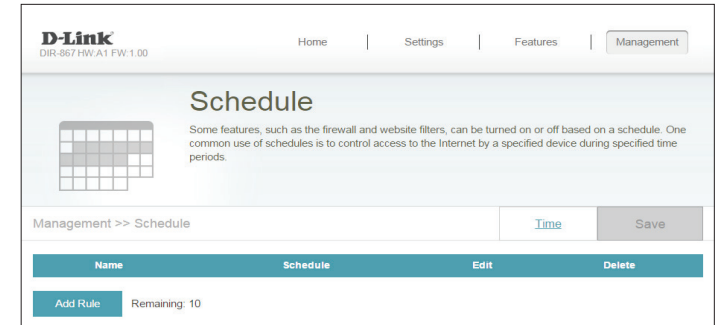 D-Link
DIR-867 HW:A1 FW:1.00
Home Settings Features Management
Schedule
Some features, such as the firewall and website filters, can be turned on or off based on a schedule. One
common use of schedules is to control access to the Internet by a specified device during specified time
periods.
Management >> Schedule Time Save
Name Schedule Edit Delete
Add Rule Remaining: 10